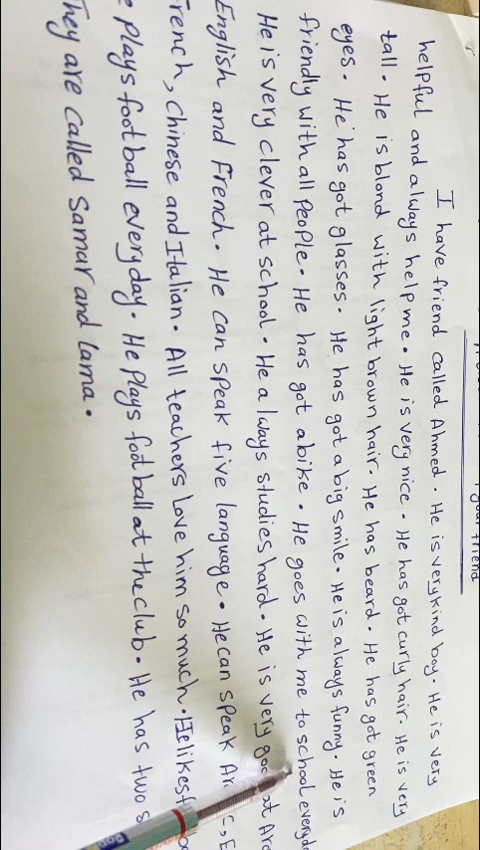 your friend
I have friend called Ahmed. He is very kind boy. He is very
helpful and always help me. He is very nice. He has got curly hair. He is very
tall. He is blond with light brown hair. He has beard. He has got green
eyes. He has got glasses. He has got a big smile. He is always funny. He is
friendly with all people. He has got a bike. He goes with me to school everyda
He is very clever at school. He always studies hard. He is very good at Ara
English and French. He can speak five language. He can speak Ar c, E
French, chinese and Italian. All teachers love him so much. He likes
e plays football everyday. He plays football at the club. He has two s
They are called Samar and Lama.